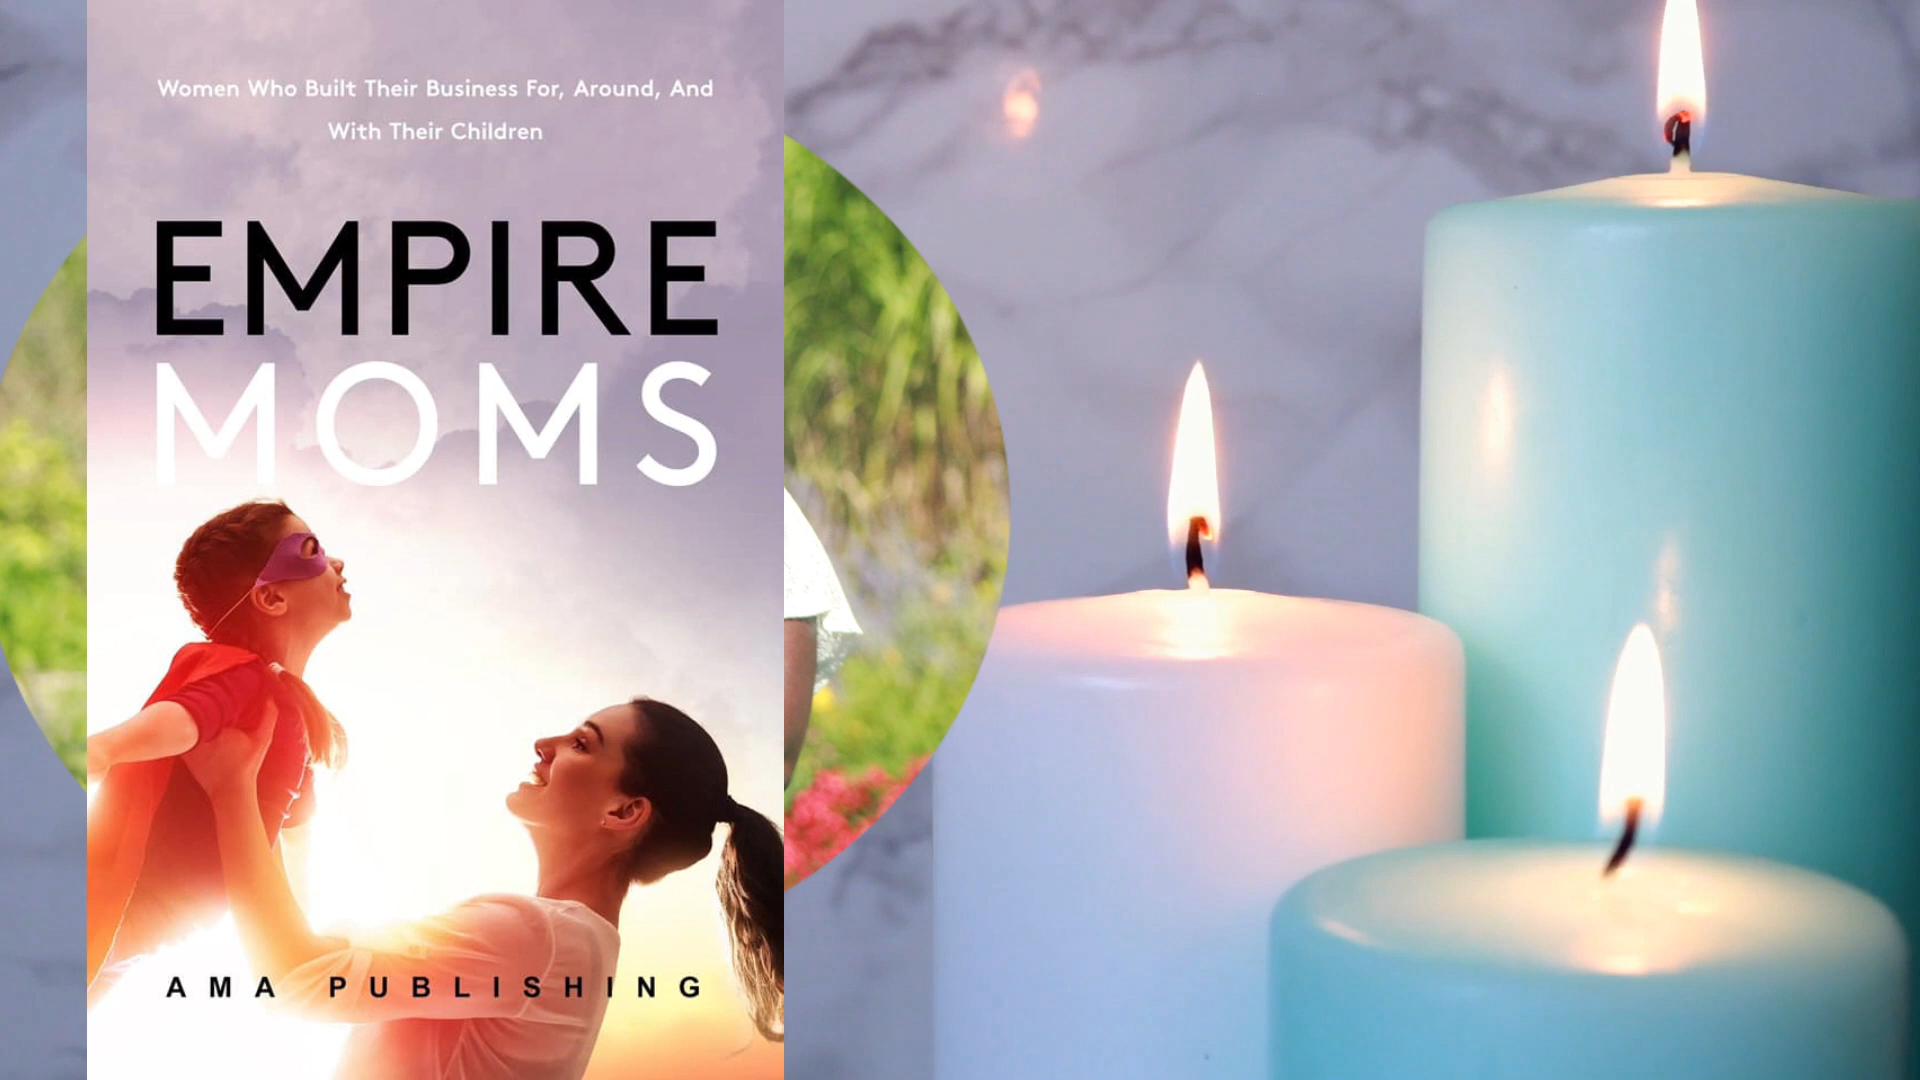 Women Who Built Their Business For, Around, And
With Their Children
EMPIRE
MOMS
AMA PUBLISHING